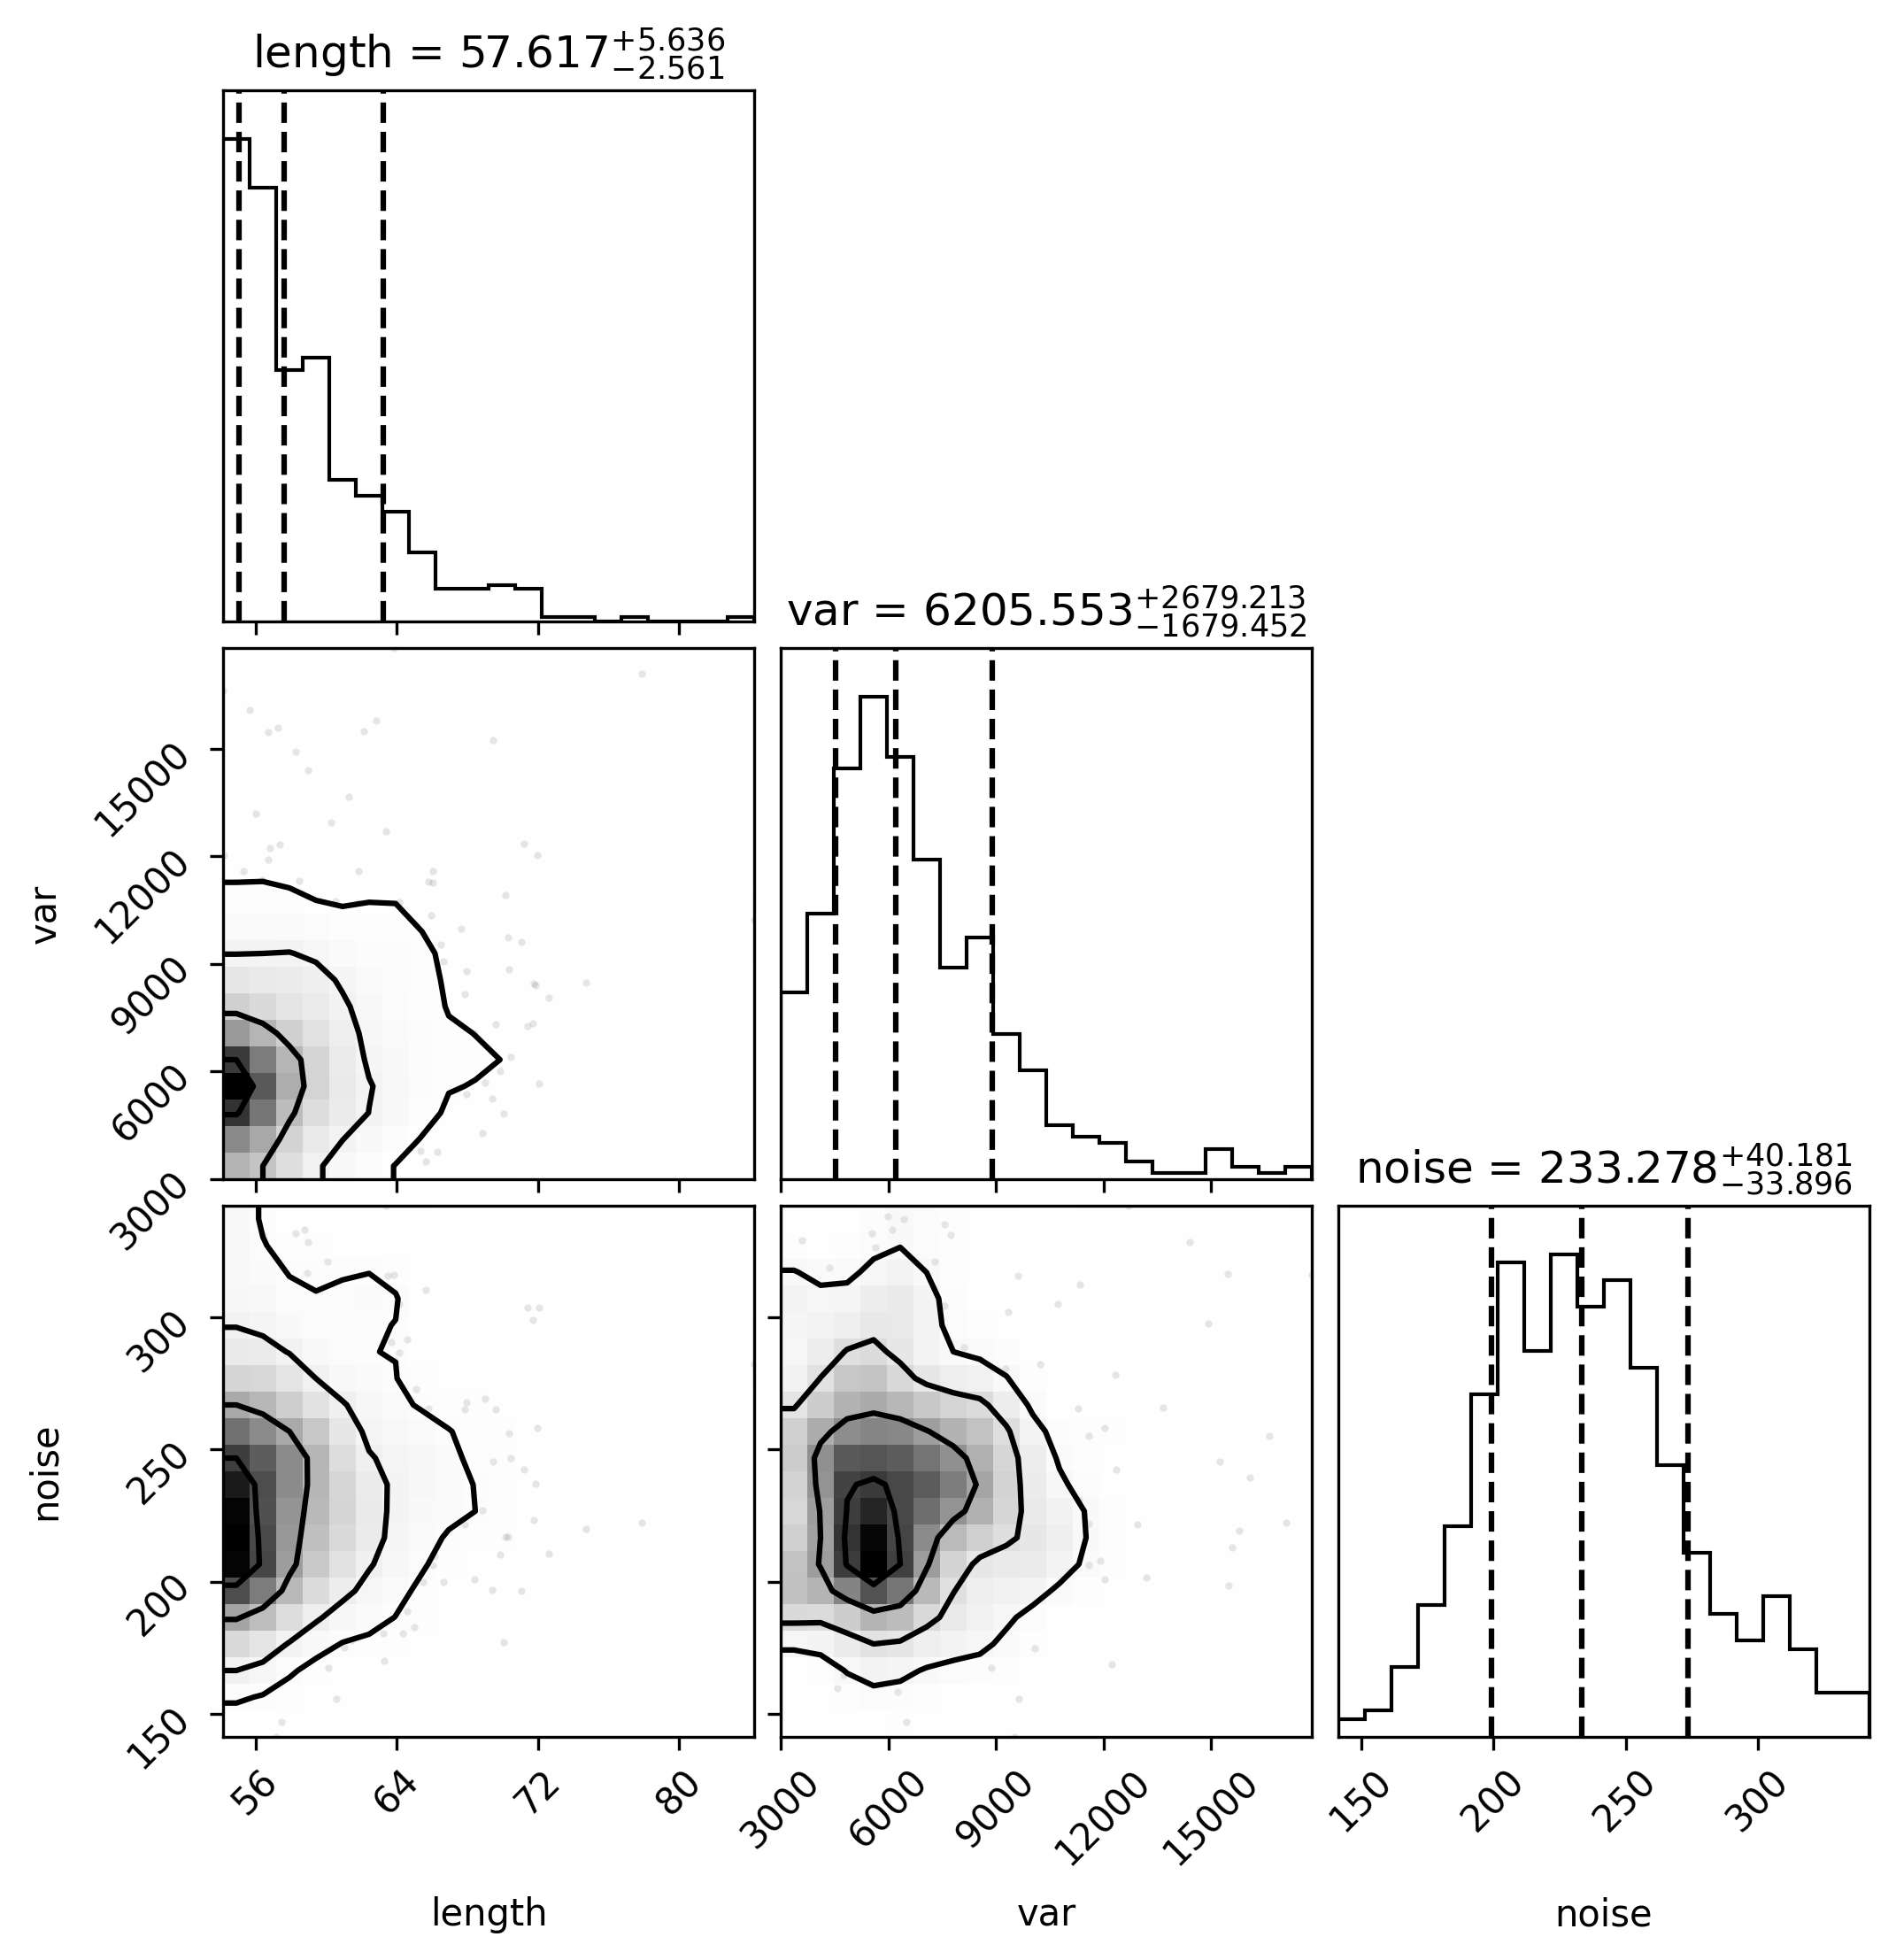 length = 57.617 +5.636 −2.561
var = 6205.553 +2679.213 −1679.452
15000
12000
9000
6000
3000
var
noise = 233.278 +40.181 −33.896
300
250
200
150
noise
56 64 72 80
3000 6000 9000 12000 15000
150 200 250 300
length var noise